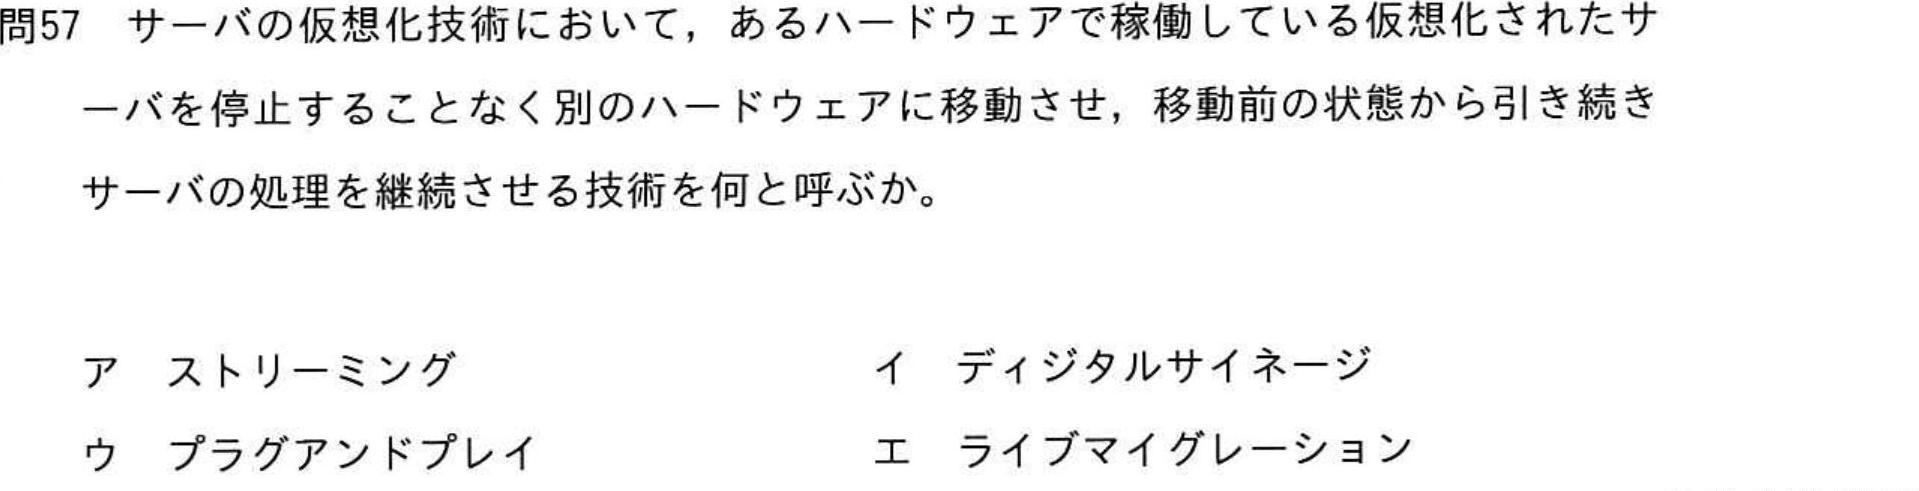 問57　サーバの仮想化技術において，あるハードウェアで稼働している仮想化されたサ
ーバを停止することなく別のハードウェアに移動させ，移動前の状態から引き続き
サーバの処理を継続させる技術を何と呼ぶか。
ア　ストリーミング　イ　ディジタルサイネージ
ウ　プラグアンドプレイ　エ　ライブマイグレーション